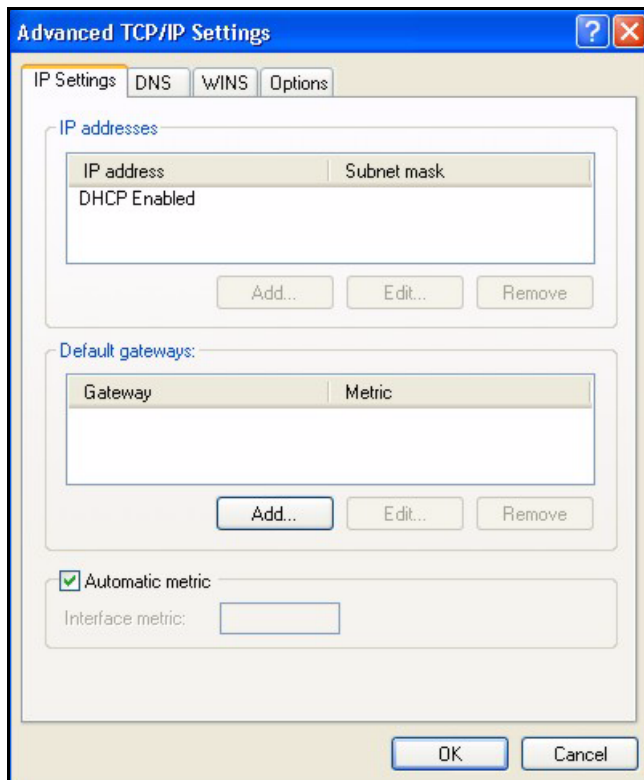 Advanced TCP/IP Settings
IP Settings DNS WINS Options
IP addresses
IP address Subnet mask
DHCP Enabled
Add... Edit... Remove
Default gateways:
Gateway Metric
Add... Edit... Remove
Automatic metric
Interface metric:
OK Cancel